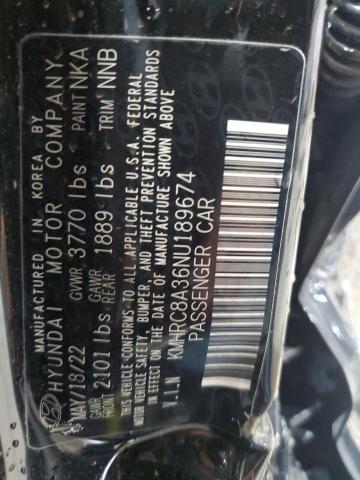 MANUFACTURED IN KOREA BY
HYUNDAI MOTOR COMPANY
MAY/18/22 GVWR 3770 lbs PAINT NKA
GAWR FRONT 2101 lbs GAWR REAR 1889 lbs TRIM NNB
THIS VEHICLE CONFORMS TO ALL APPLICABLE U.S.A. FEDERAL
MOTOR VEHICLE SAFETY, BUMPER, AND THEFT PREVENTION STANDARDS
IN EFFECT ON THE DATE OF MANUFACTURE SHOWN ABOVE
V.I.N KMHRC8A36NU189674
PASSENGER CAR